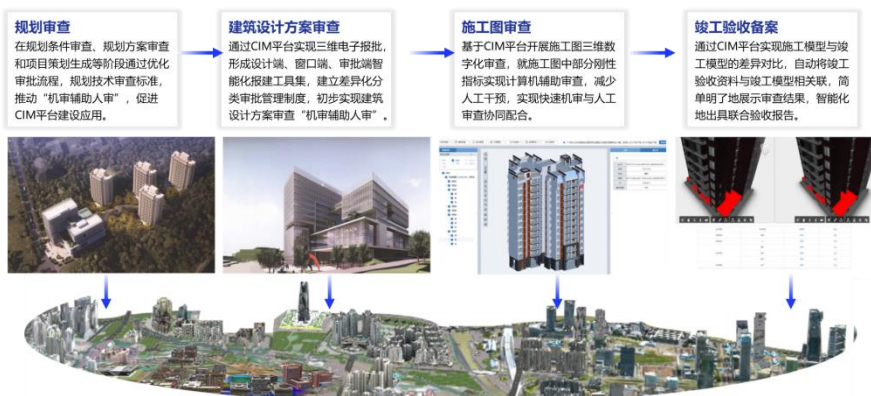 规划审查
在规划条件审查、规划方案审查
和项目策划生成等阶段通过优化
审批流程，规划技术审查标准，
推动“机审辅助人审”，促进
CIM平台建设应用。
建筑设计方案审查
通过CIM平台实现三维电子报批，
形成设计端、窗口端、审批端智
能化报建工具集，建立差异化分
类审批管理制度，初步实现建筑
设计方案审查“机审辅助人审”。
施工图审查
基于CIM平台开展施工图三维数
字化审查，就施工图中部分刚性
指标实现计算机辅助审查，减少
人工干预，实现快速机审与人工
审查协同配合。
竣工验收备案
通过CIM平台实现施工模型与竣
工模型的差异对比，自动将竣工
验收资料与竣工模型相关联，简
单明了地展示审查结果，智能化
地出具联合验收报告。